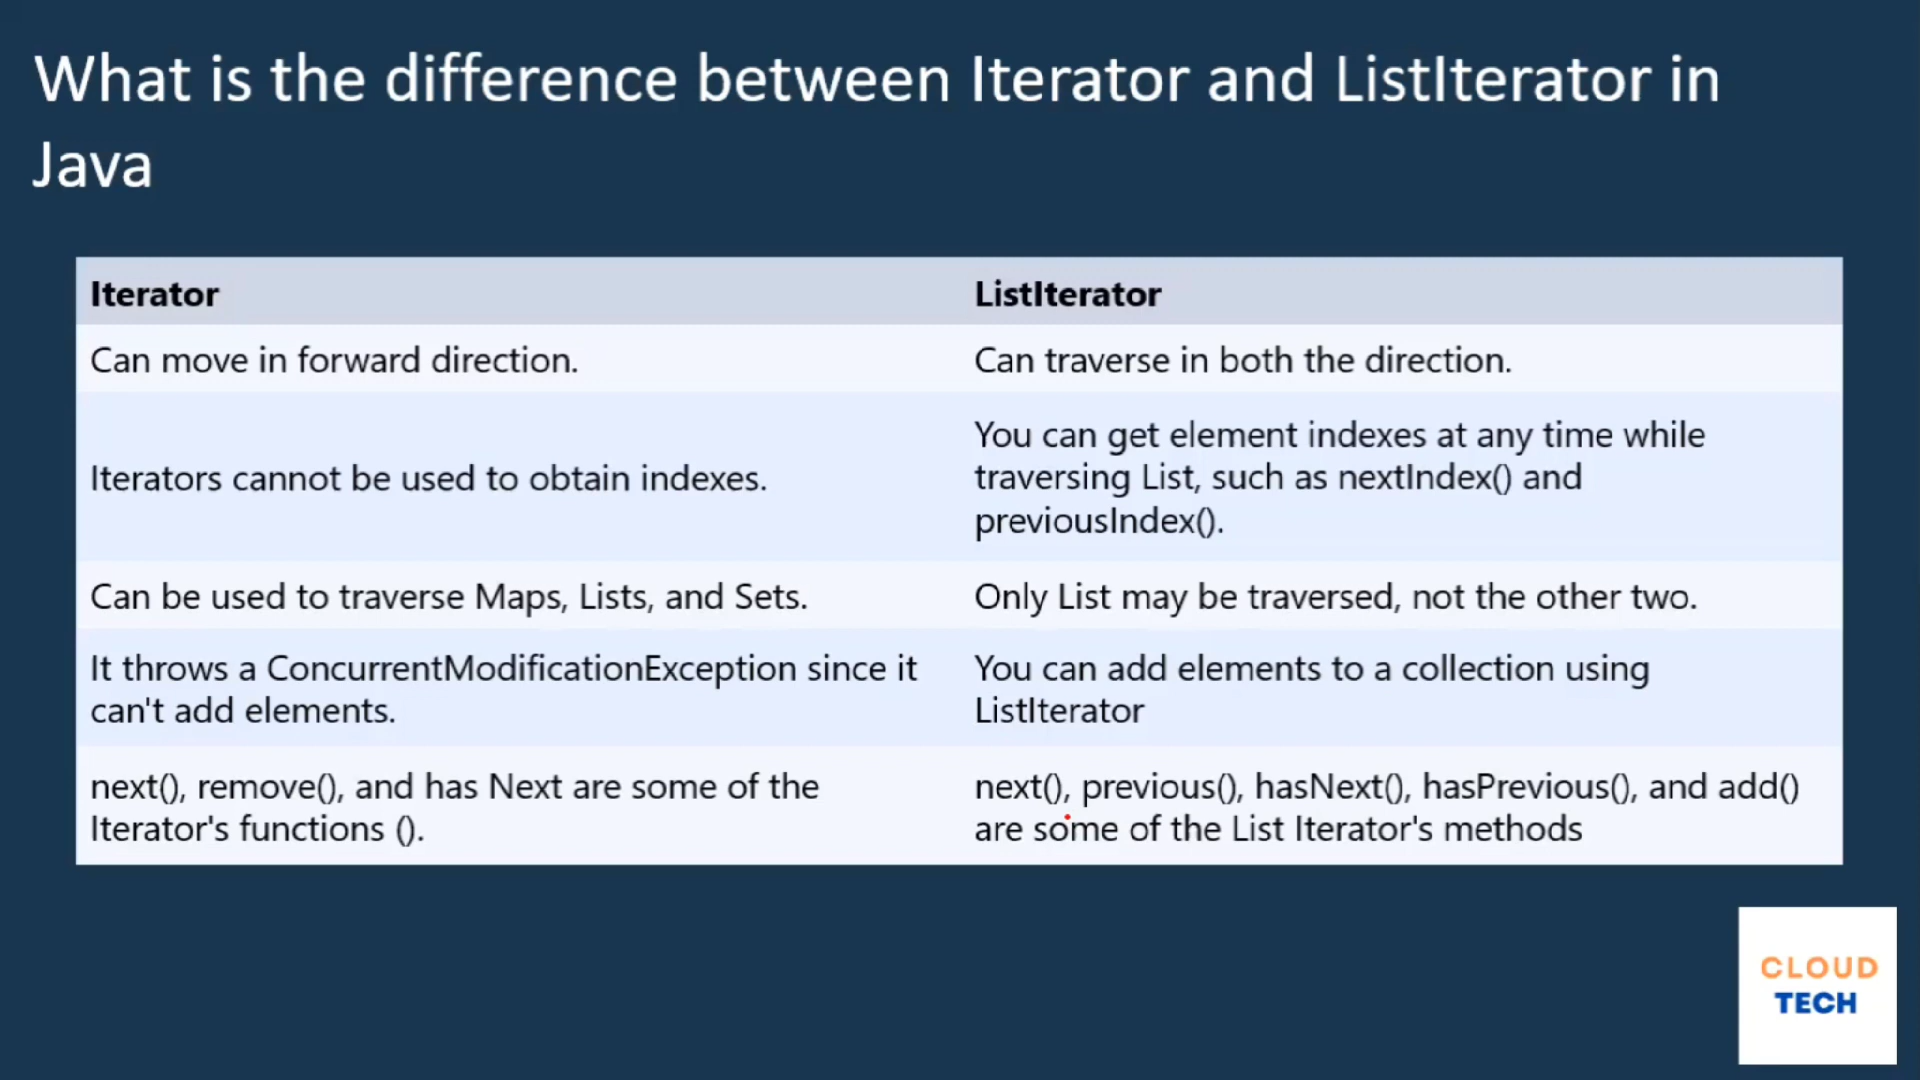 What is the difference between Iterator and ListIterator in
Java
Iterator
ListIterator
Can move in forward direction.
Can traverse in both the direction.
Iterators cannot be used to obtain indexes.
You can get element indexes at any time while
traversing List, such as nextIndex() and
previousIndex().
Can be used to traverse Maps, Lists, and Sets.
Only List may be traversed, not the other two.
It throws a ConcurrentModificationException since it
can't add elements.
You can add elements to a collection using
ListIterator
next(), remove(), and has Next are some of the
Iterator's functions ().
next(), previous(), hasNext(), hasPrevious(), and add()
are some of the List Iterator's methods
CLOUD
TECH